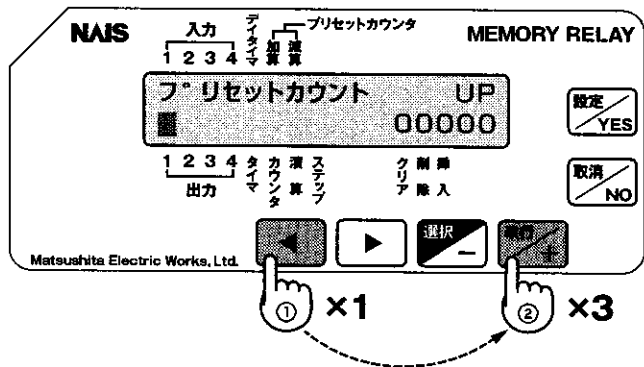 NAIS
入力
デイタイマ
プリセットカウンタ
加算
減算
MEMORY RELAY
1 2 3 4
プリセットカウント UP
00000
設定 YES
1 2 3 4
出力
タイマ
カウンタ
演算
ステップ
クリア
削除
挿入
取消 NO
◀ ▶ 選択 − +
Matsushita Electric Works, Ltd.
① ×1 ② ×3